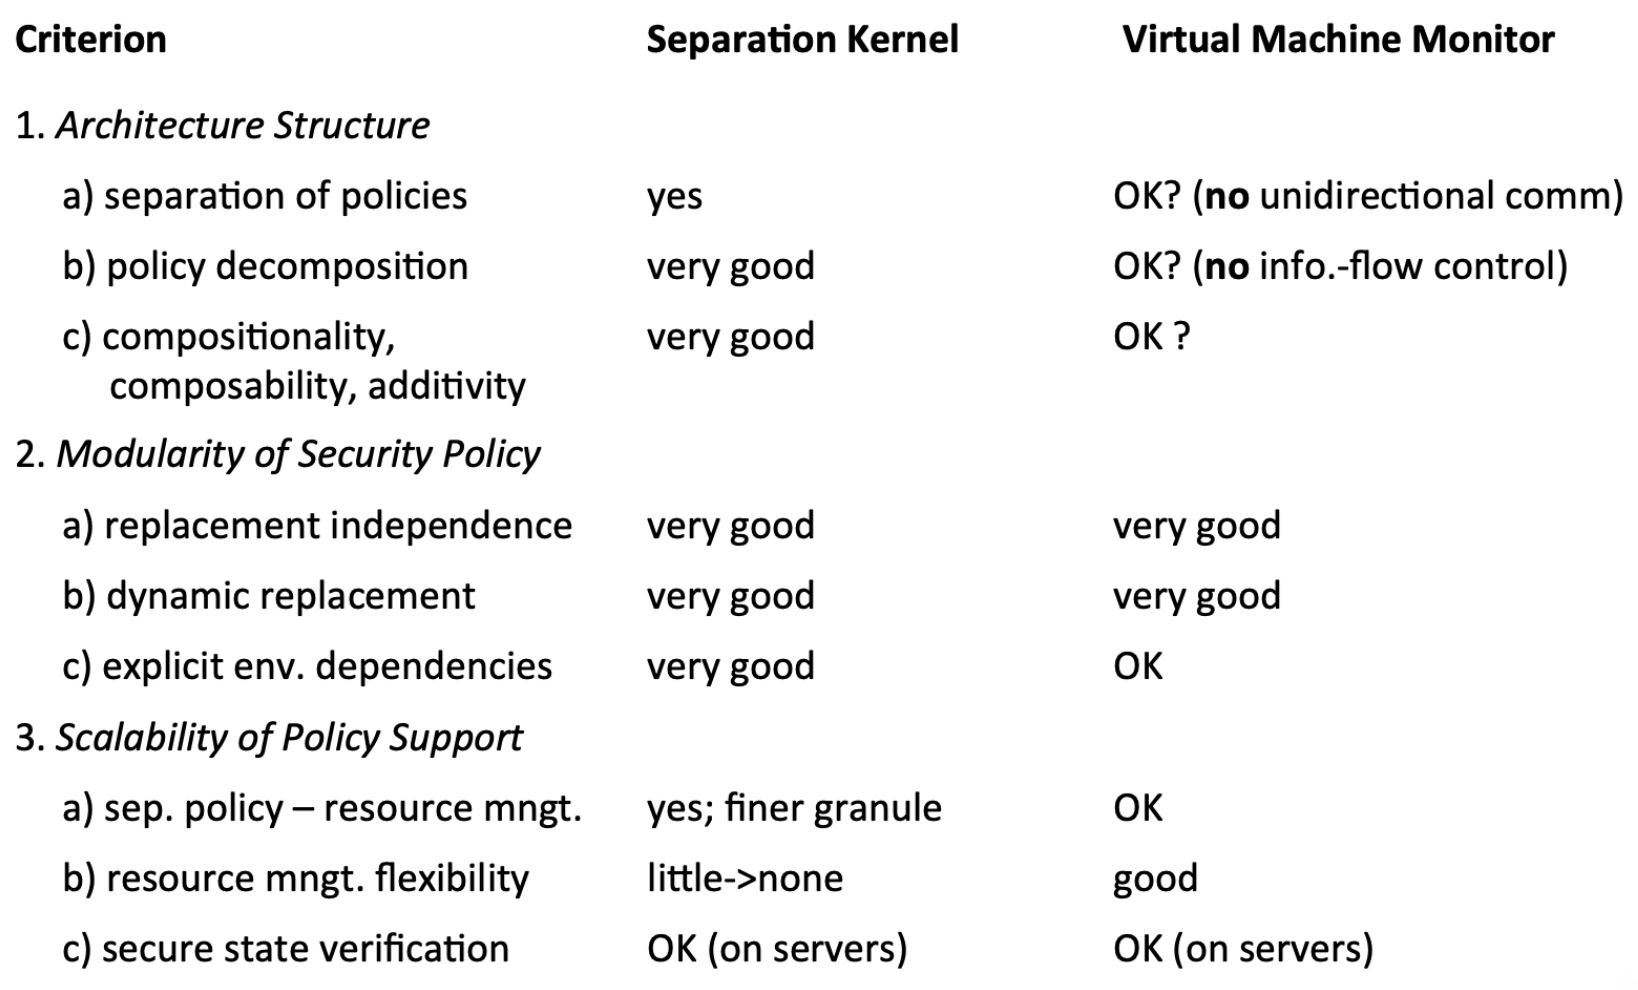 Criterion Separation Kernel Virtual Machine Monitor
1. Architecture Structure
a) separation of policies yes OK? (no unidirectional comm)
b) policy decomposition very good OK? (no info.-flow control)
c) compositionality, very good OK ?
composability, additivity
2. Modularity of Security Policy
a) replacement independence very good very good
b) dynamic replacement very good very good
c) explicit env. dependencies very good OK
3. Scalability of Policy Support
a) sep. policy – resource mngt. yes; finer granule OK
b) resource mngt. flexibility little->none good
c) secure state verification OK (on servers) OK (on servers)